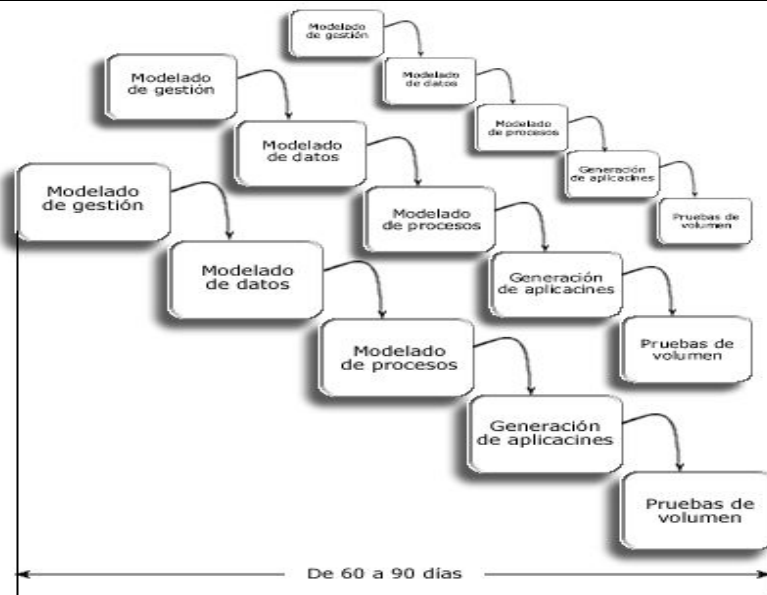 Modelado
de gestión
Modelado
de datos
Modelado
de procesos
Generación
de aplicacines
Pruebas de
volumen
Modelado
de gestión
Modelado
de datos
Modelado
de procesos
Generación
de aplicacines
Pruebas de
volumen
Modelado
de gestión
Modelado
de datos
Modelado
de procesos
Generación
de aplicacines
Pruebas de
volumen
De 60 a 90 días